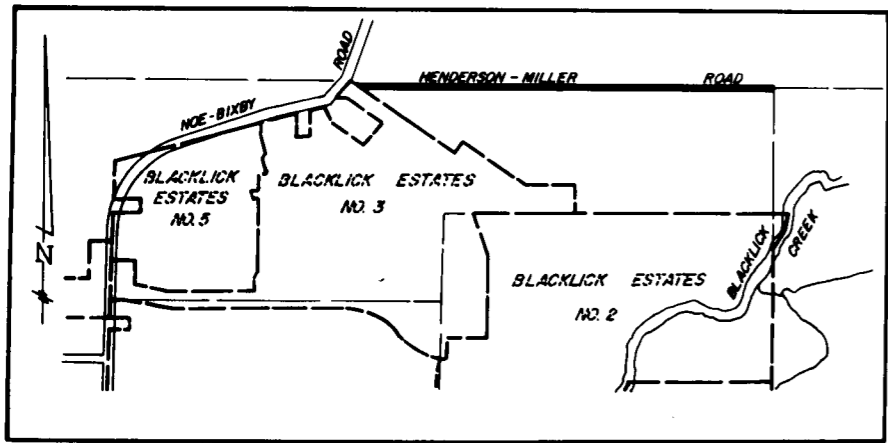 ROAD
HENDERSON - MILLER ROAD
NOE-BIXBY
BLACKLICK
ESTATES
NO. 5
BLACKLICK ESTATES
NO. 3
BLACKLICK ESTATES
NO. 2
BLACKLICK
CREEK
N